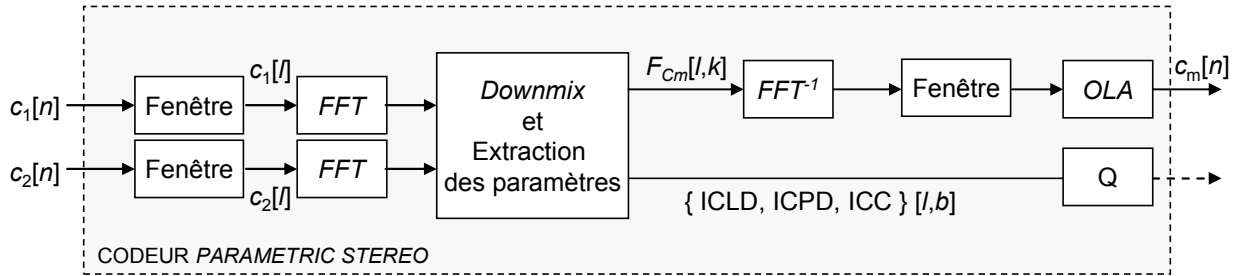 c1[n]
Fenêtre
c1[l]
FFT
c2[n]
Fenêtre
c2[l]
FFT
Downmix
et
Extraction
des paramètres
FCm[l,k]
FFT-1
Fenêtre
OLA
cm[n]
{ ICLD, ICPD, ICC } [l,b]
Q
CODEUR PARAMETRIC STEREO